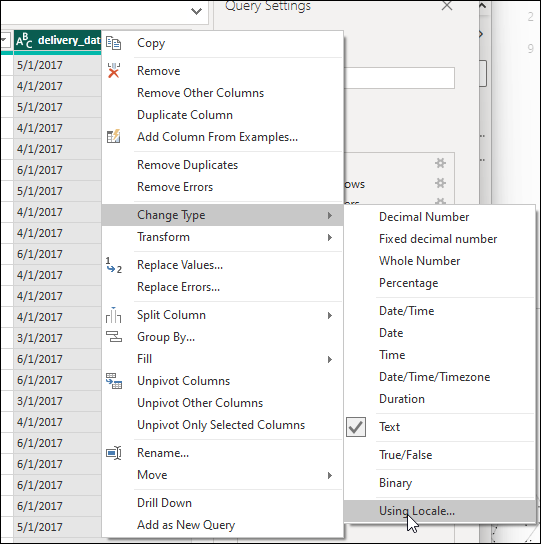 Query Settings
2
ABC delivery_dat
9
5/1/2017
4/1/2017
5/1/2017
4/1/2017
4/1/2017
6/1/2017
5/1/2017
4/1/2017
4/1/2017
4/1/2017
4/1/2017
4/1/2017
3/1/2017
6/1/2017
6/1/2017
3/1/2017
4/1/2017
6/1/2017
6/1/2017
6/1/2017
6/1/2017
5/1/2017
Copy
Remove
Remove Other Columns
Duplicate Column
Add Column From Examples...
Remove Duplicates
Remove Errors
Change Type
Transform
Replace Values...
Replace Errors...
Split Column
Group By...
Fill
Unpivot Columns
Unpivot Other Columns
Unpivot Only Selected Columns
Rename...
Move
Drill Down
Add as New Query
ows
ors
Decimal Number
Fixed decimal number
Whole Number
Percentage
Date/Time
Date
Time
Date/Time/Timezone
Duration
Text
True/False
Binary
Using Locale...